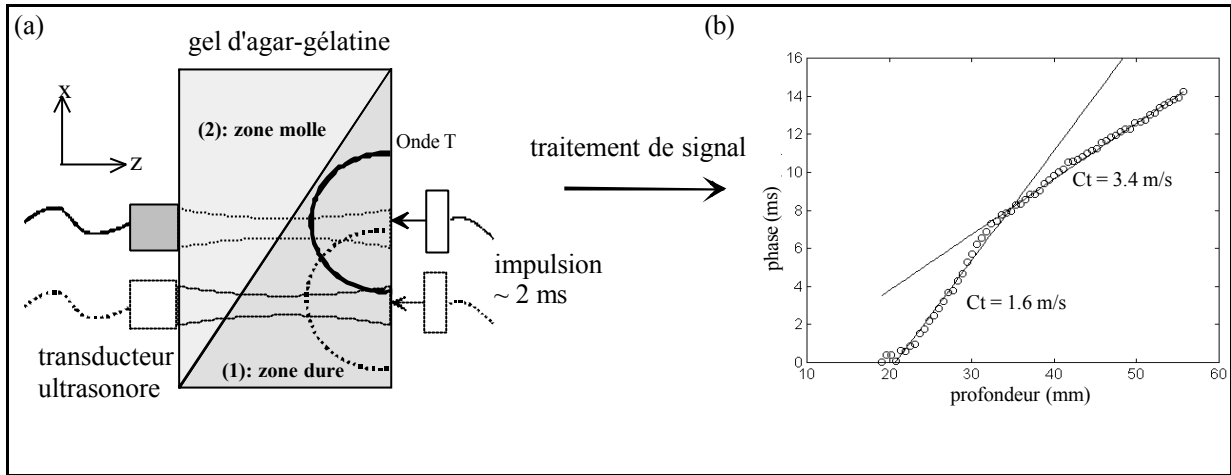 (a)
gel d'agar-gélatine
x
z
(2): zone molle
Onde T
impulsion
~ 2 ms
transducteur
ultrasonore
(1): zone dure
traitement de signal
(b)
16
14
12
10
8
6
4
2
0
phase (ms)
Ct = 3.4 m/s
Ct = 1.6 m/s
10
20
30
40
50
60
profondeur (mm)